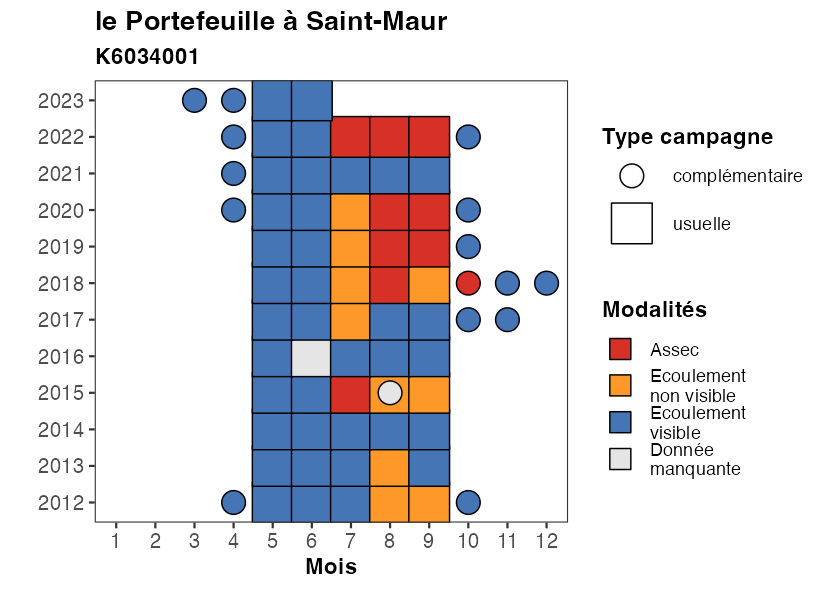 le Portefeuille à Saint-Maur
K6034001
2023
2022
2021
2020
2019
2018
2017
2016
2015
2014
2013
2012
1 2 3 4 5 6 7 8 9 10 11 12
Mois
Type campagne
complémentaire
usuelle
Modalités
Assec
Ecoulement
non visible
Ecoulement
visible
Donnée
manquante